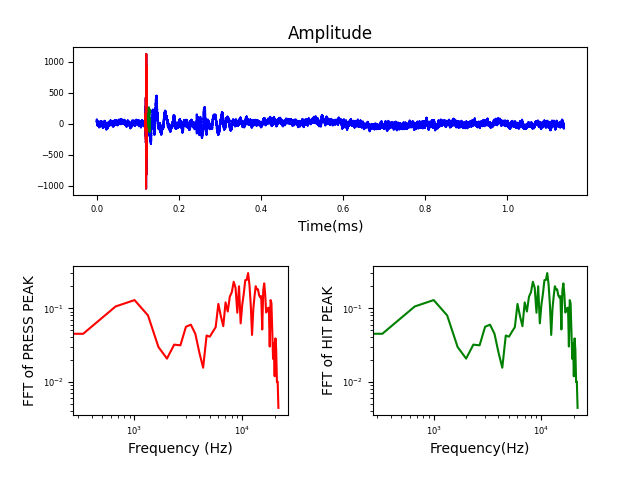 Amplitude
1000
500
0
−500
−1000
0.0 0.2 0.4 0.6 0.8 1.0
Time(ms)
FFT of PRESS PEAK
10⁻¹
10⁻²
10³ 10⁴
Frequency (Hz)
FFT of HIT PEAK
10⁻¹
10⁻²
10³ 10⁴
Frequency(Hz)